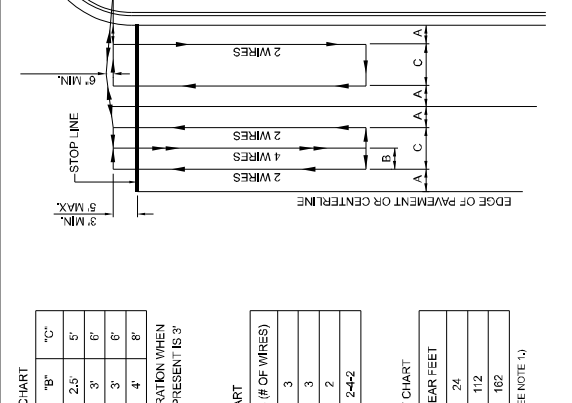 A
C
A
A
C
B
A
2 WIRES
2 WIRES
4 WIRES
2 WIRES
6" MIN.
STOP LINE
3' MIN.
5' MAX.
EDGE OF PAVEMENT OR CENTERLINE
CHART
"B" "C"
2.5' 5'
3' 6'
3' 6'
4' 8'
RATION WHEN
PRESENT IS 3'
ART
(# OF WIRES)
3
3
2
2-4-2
CHART
EAR FEET
24
112
162
EE NOTE 1.)